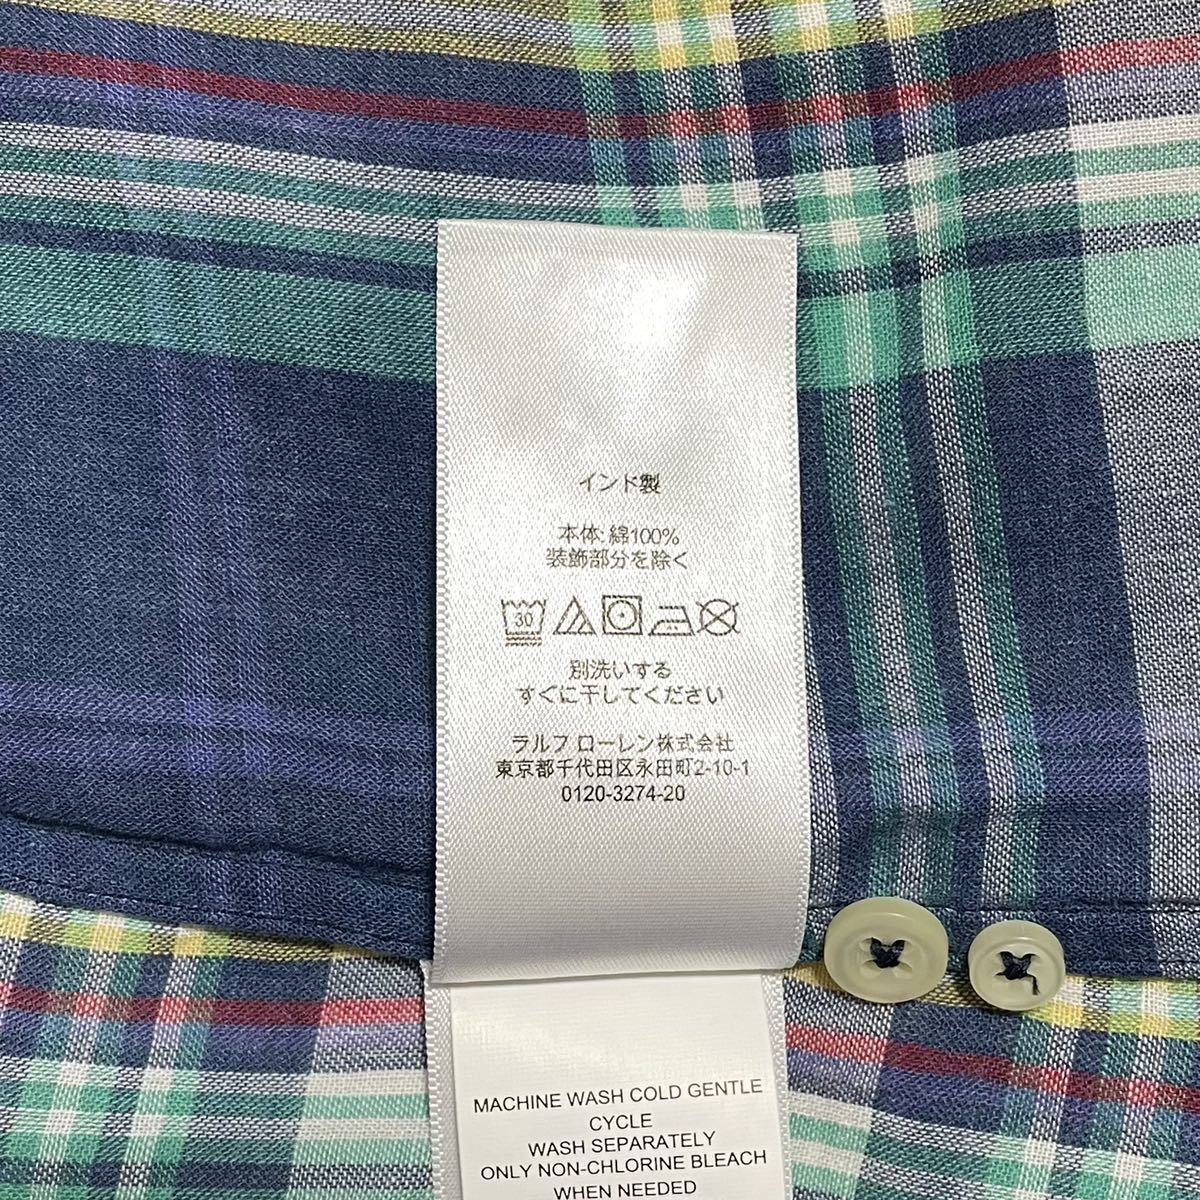 インド製
本体: 綿100%
装飾部分を除く
30
別洗いする
すぐに干してください
ラルフ ローレン株式会社
東京都千代田区永田町2-10-1
0120-3274-20
MACHINE WASH COLD GENTLE
CYCLE
WASH SEPARATELY
ONLY NON-CHLORINE BLEACH
WHEN NEEDED